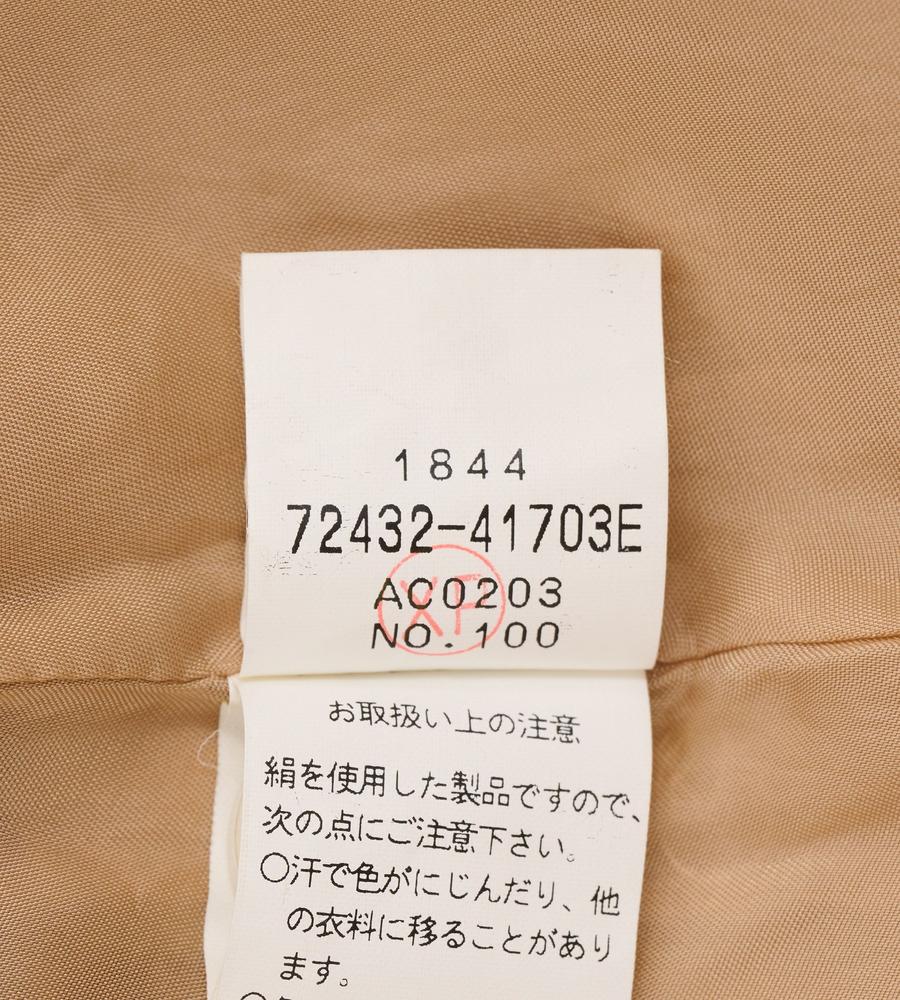 1844
72432-41703E
AC0203
NO.100
お取扱い上の注意
絹を使用した製品ですので、
次の点にご注意下さい。
○汗で色がにじんだり、他
の衣料に移ることがあり
ます。